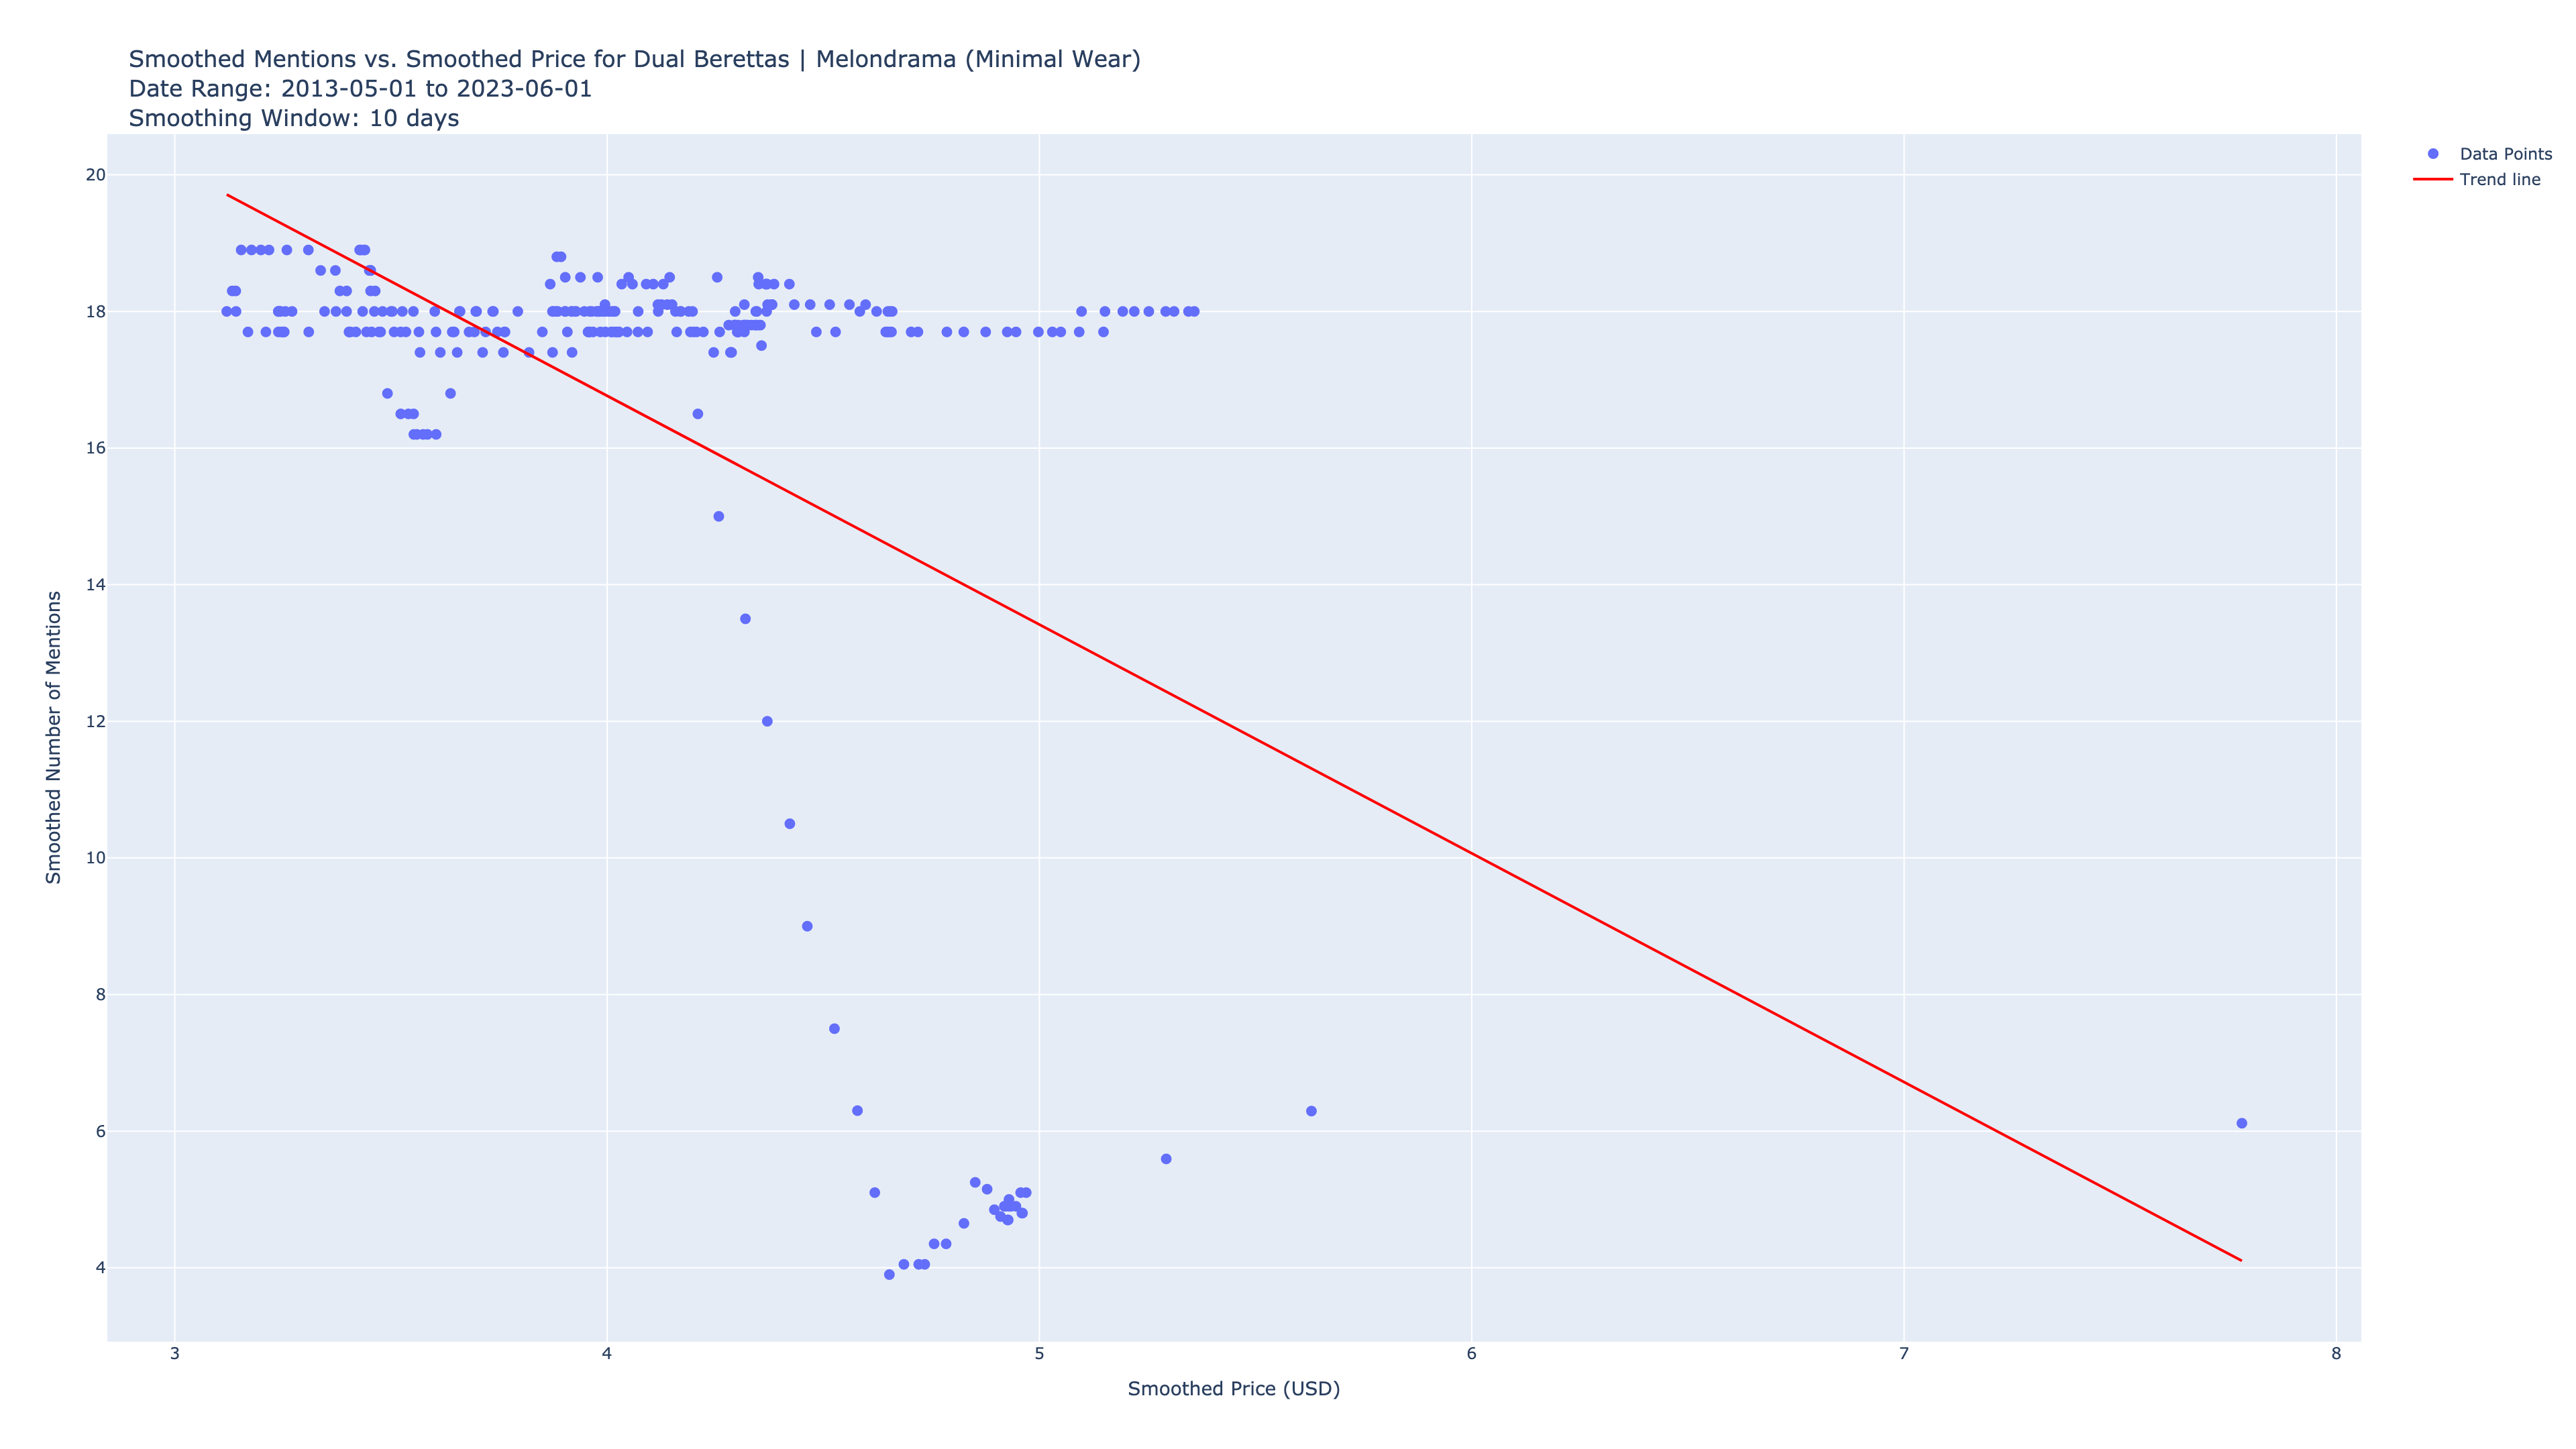 Smoothed Mentions vs. Smoothed Price for Dual Berettas | Melondrama (Minimal Wear)
Date Range: 2013-05-01 to 2023-06-01
Smoothing Window: 10 days
Data Points
Trend line
20
18
16
14
12
10
8
6
4
Smoothed Number of Mentions
3
4
5
6
7
8
Smoothed Price (USD)